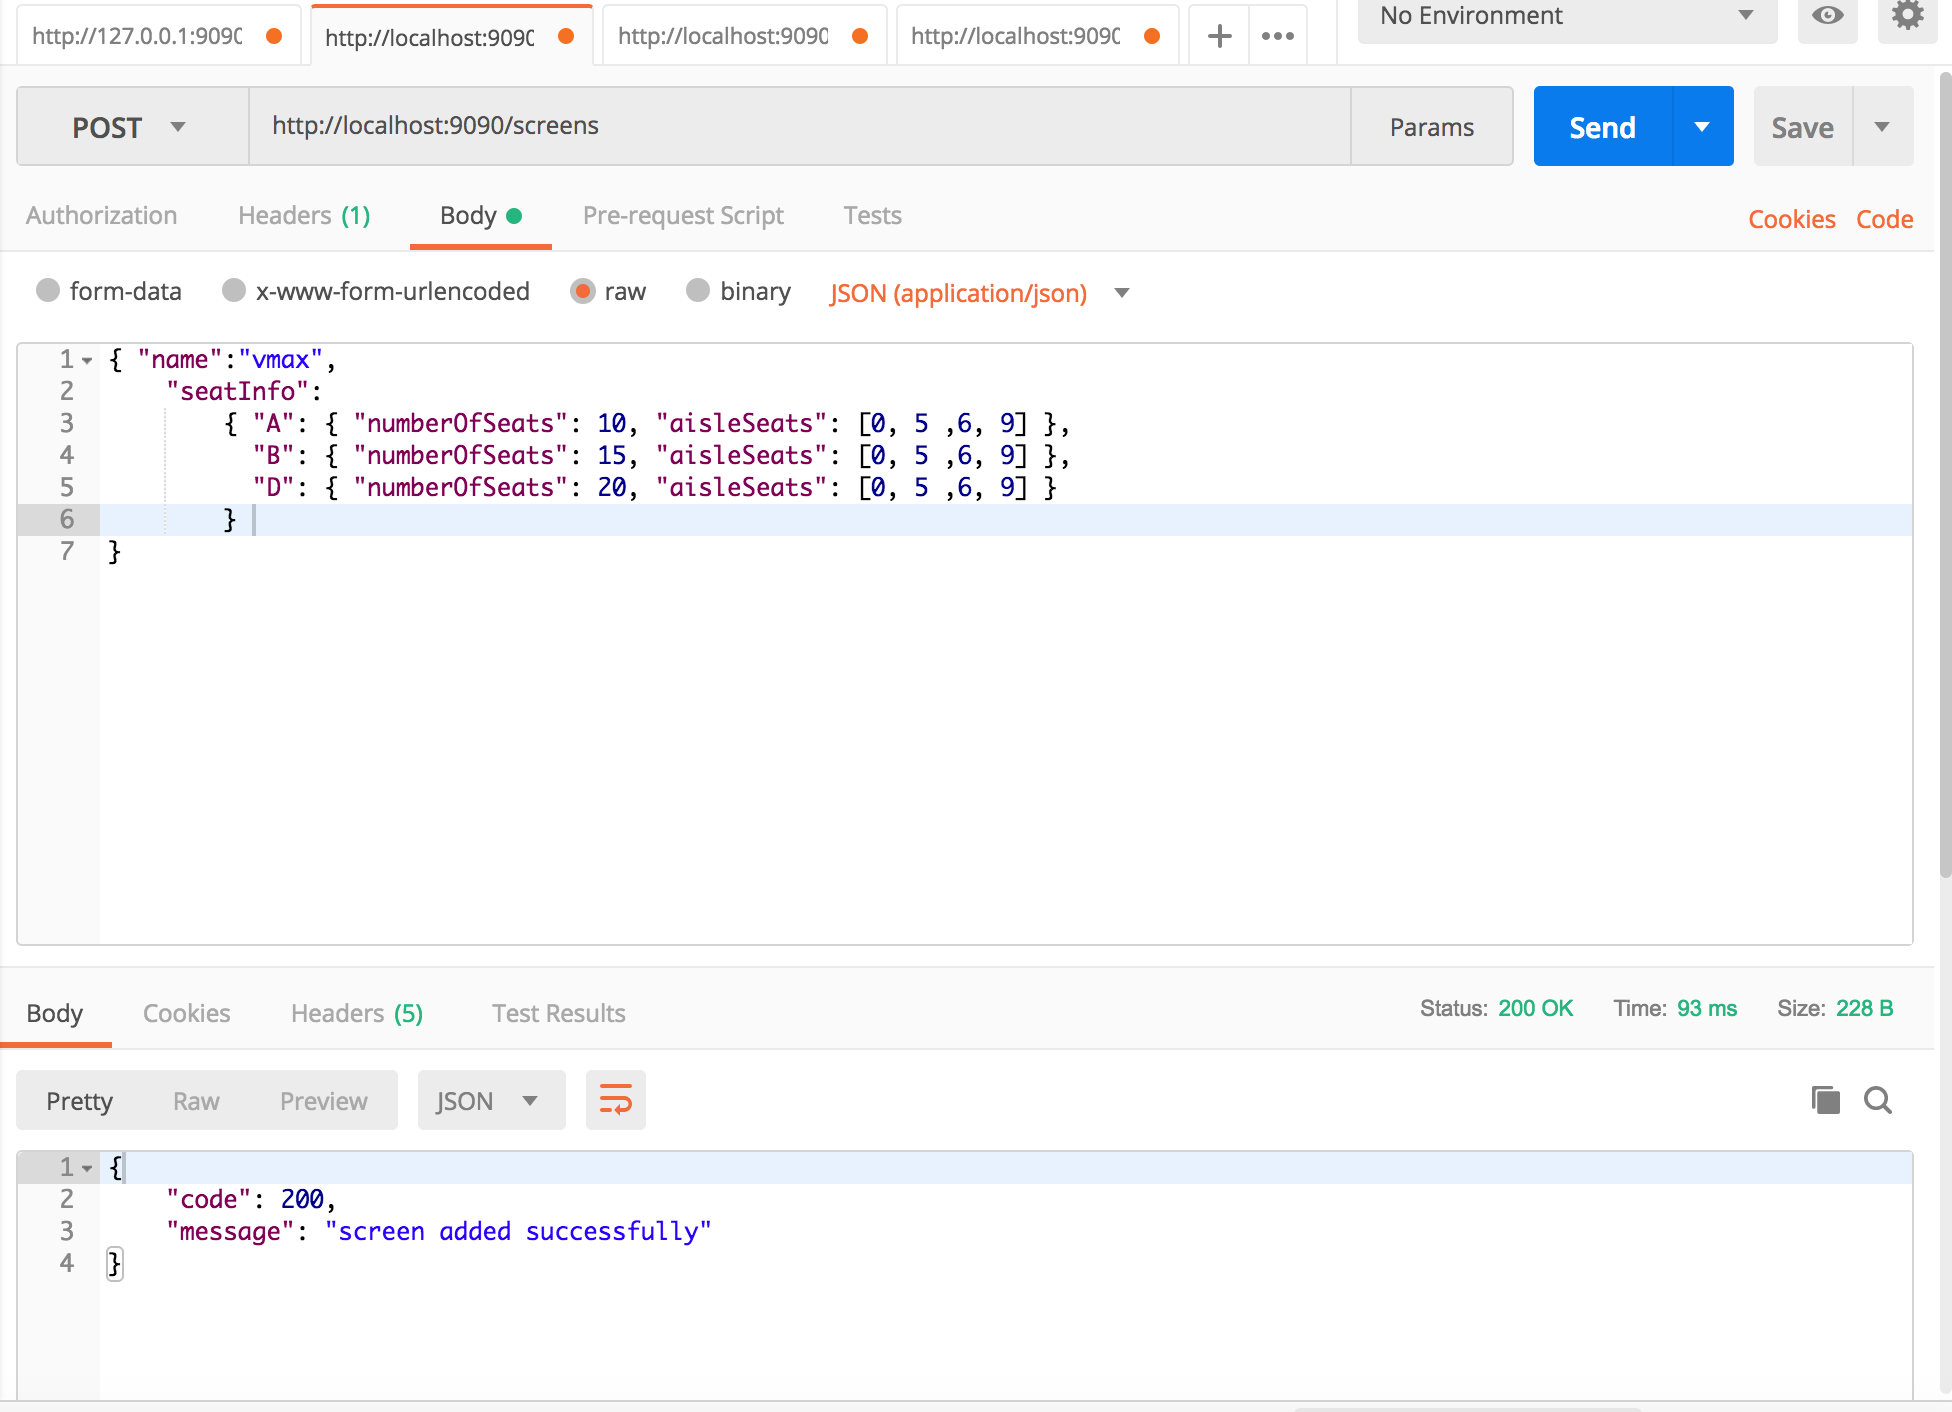 http://127.0.0.1:9090 http://localhost:9090 http://localhost:9090 http://localhost:9090 + ••• No Environment
POST http://localhost:9090/screens Params Send Save
Authorization Headers (1) Body Pre-request Script Tests Cookies Code
form-data x-www-form-urlencoded raw binary JSON (application/json)
1 { "name":"vmax",
2 "seatInfo":
3 { "A": { "numberOfSeats": 10, "aisleSeats": [0, 5 ,6, 9] },
4 "B": { "numberOfSeats": 15, "aisleSeats": [0, 5 ,6, 9] },
5 "D": { "numberOfSeats": 20, "aisleSeats": [0, 5 ,6, 9] }
6 }
7 }
Body Cookies Headers (5) Test Results Status: 200 OK Time: 93 ms Size: 228 B
Pretty Raw Preview JSON
1 {
2 "code": 200,
3 "message": "screen added successfully"
4 }